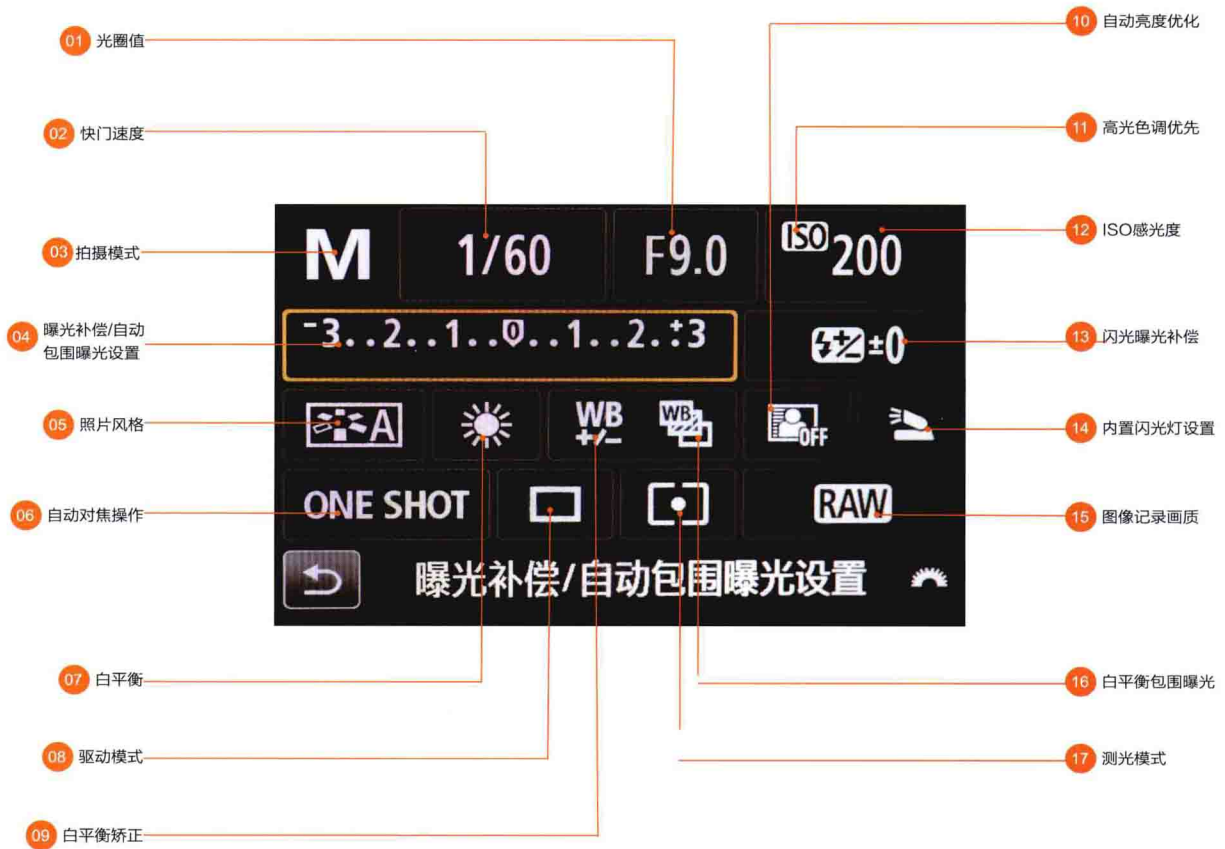 01 光圈值
02 快门速度
03 拍摄模式
04 曝光补偿/自动
包围曝光设置
05 照片风格
06 自动对焦操作
07 白平衡
08 驱动模式
09 白平衡矫正
10 自动亮度优化
11 高光色调优先
12 ISO感光度
13 闪光曝光补偿
14 内置闪光灯设置
15 图像记录画质
16 白平衡包围曝光
17 测光模式
M 1/60 F9.0 ISO 200
-3..2..1..0..1..2.:+3 ±0
A WB +/- WB OFF
ONE SHOT RAW
曝光补偿/自动包围曝光设置